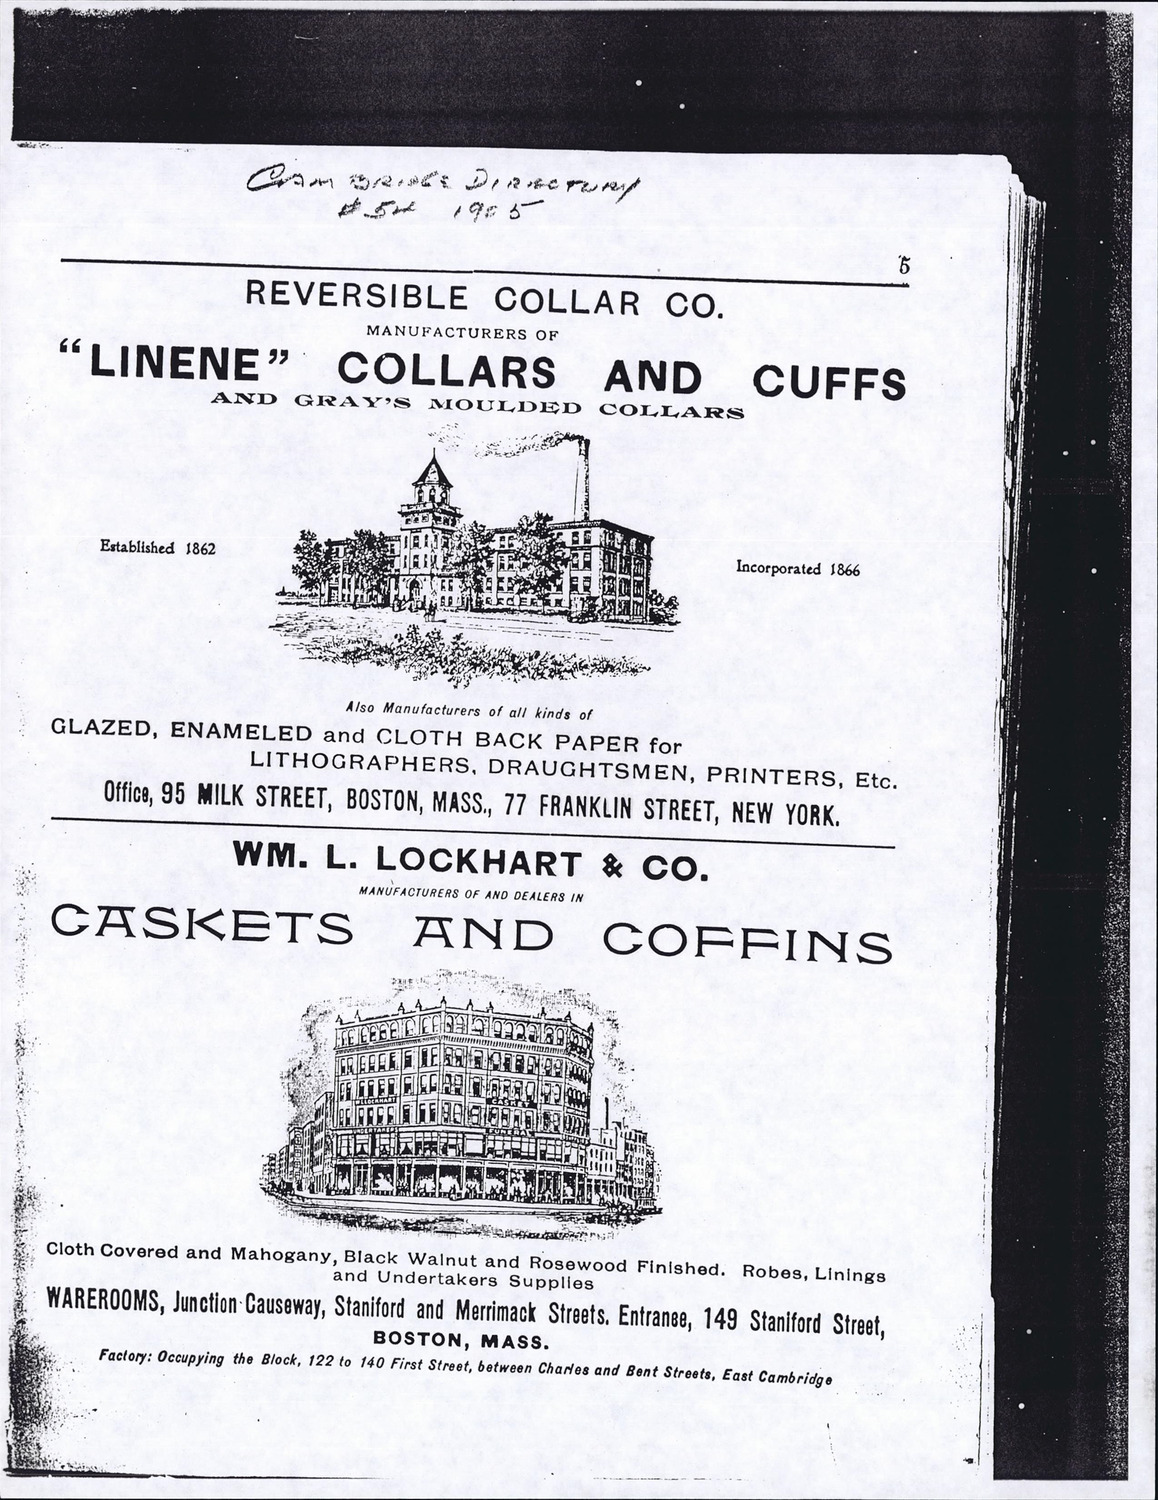 CAMBRIDGE DIRECTORY
#54 1905
5
REVERSIBLE COLLAR CO.
MANUFACTURERS OF
“LINENE” COLLARS AND CUFFS
AND GRAY’S MOULDED COLLARS
Established 1862
Incorporated 1866
Also Manufacturers of all kinds of
GLAZED, ENAMELED and CLOTH BACK PAPER for
LITHOGRAPHERS, DRAUGHTSMEN, PRINTERS, Etc.
Office, 95 MILK STREET, BOSTON, MASS., 77 FRANKLIN STREET, NEW YORK.
WM. L. LOCKHART & CO.
MANUFACTURERS OF AND DEALERS IN
CASKETS AND COFFINS
LOCKHART
CASKET
FUNERAL
Cloth Covered and Mahogany, Black Walnut and Rosewood Finished. Robes, Linings
and Undertakers Supplies
WAREROOMS, Junction Causeway, Staniford and Merrimack Streets. Entranse, 149 Staniford Street,
BOSTON, MASS.
Factory: Occupying the Block, 122 to 140 First Street, between Charles and Bent Streets, East Cambridge